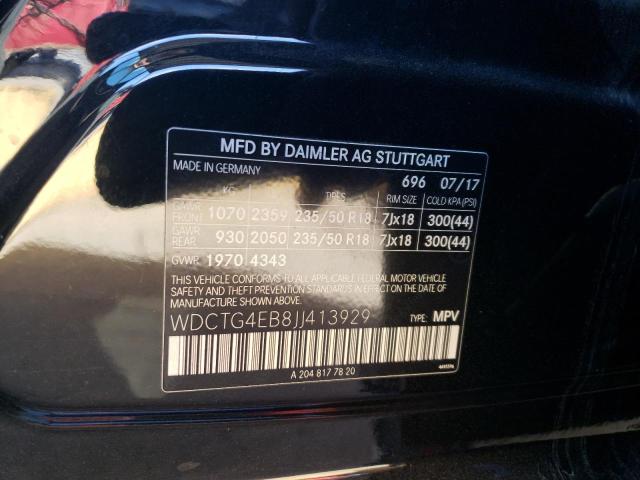 MFD BY DAIMLER AG STUTTGART
MADE IN GERMANY 696 07/17
KG TIRES RIM SIZE COLD KPA (PSI)
GAWR FRONT 1070 2359 235/50 R18 7Jx18 300(44)
GAWR REAR 930 2050 235/50 R18 7Jx18 300(44)
GVWR 1970 4343
THIS VEHICLE CONFORMS TO ALL APPLICABLE FEDERAL MOTOR VEHICLE
SAFETY AND THEFT PREVENTION STANDARDS IN EFFECT
ON THE DATE OF MANUFACTURE SHOWN ABOVE
WDCTG4EB8JJ413929 TYPE: MPV
A 204 817 78 20